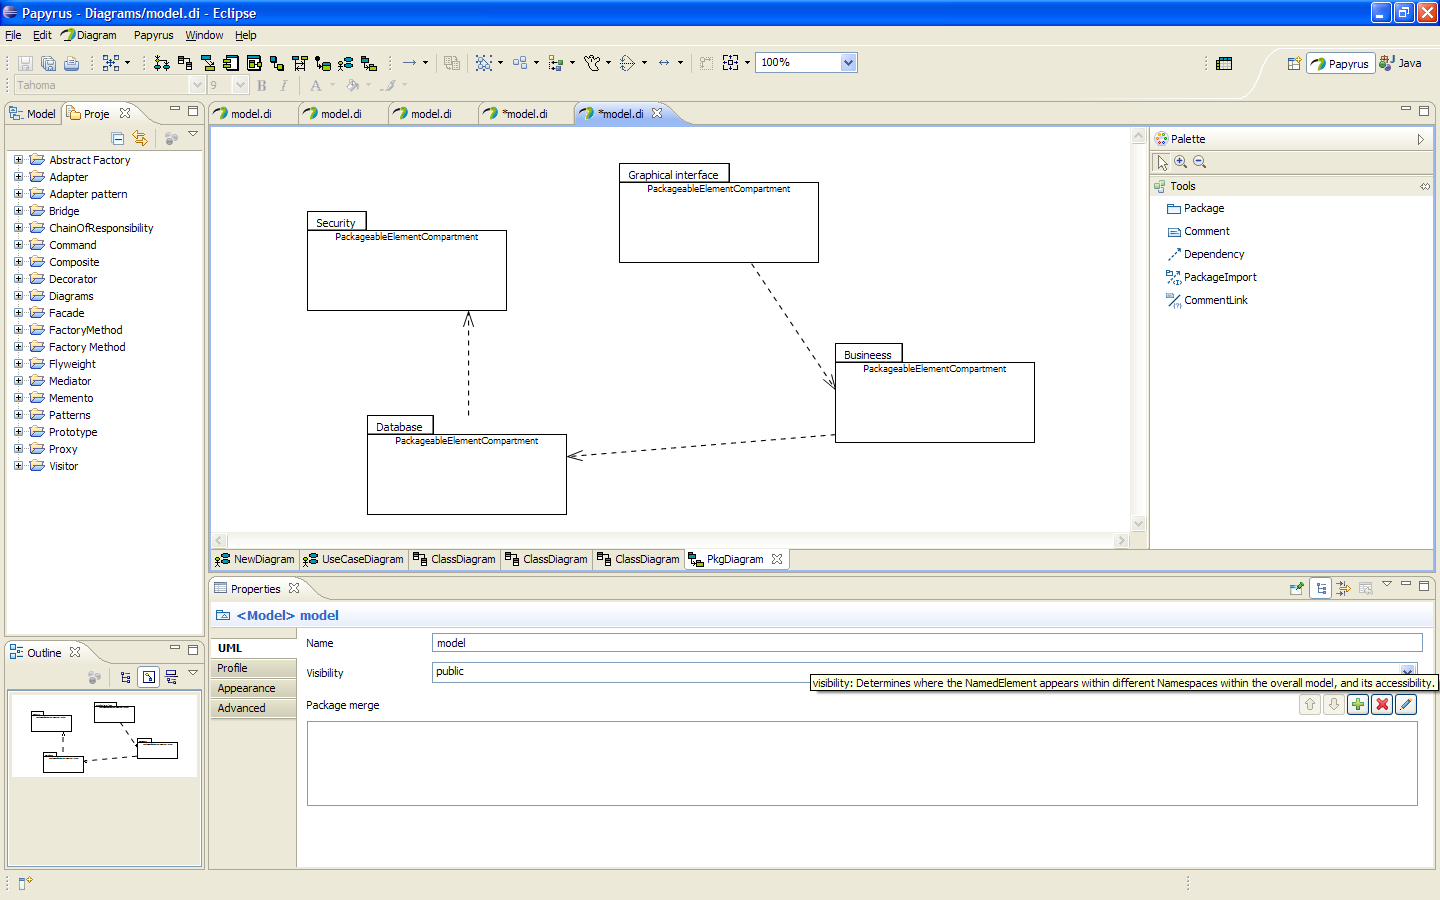 Papyrus - Diagrams/model.di - Eclipse
File Edit Diagram Papyrus Window Help
100%
Papyrus Java
Tahoma 9 B I A
Model Proje
model.di model.di model.di *model.di *model.di
Abstract Factory
Adapter
Adapter pattern
Bridge
ChainOfResponsibility
Command
Composite
Decorator
Diagrams
Facade
FactoryMethod
Factory Method
Flyweight
Mediator
Memento
Patterns
Prototype
Proxy
Visitor
Graphical interface
PackageableElementCompartment
Security
PackageableElementCompartment
Busineess
PackageableElementCompartment
Database
PackageableElementCompartment
Palette
Tools
Package
Comment
Dependency
PackageImport
CommentLink
NewDiagram UseCaseDiagram ClassDiagram ClassDiagram ClassDiagram PkgDiagram
Properties
<Model> model
UML
Profile
Appearance
Advanced
Name model
Visibility public
visibility: Determines where the NamedElement appears within different Namespaces within the overall model, and its accessibility.
Package merge
Outline